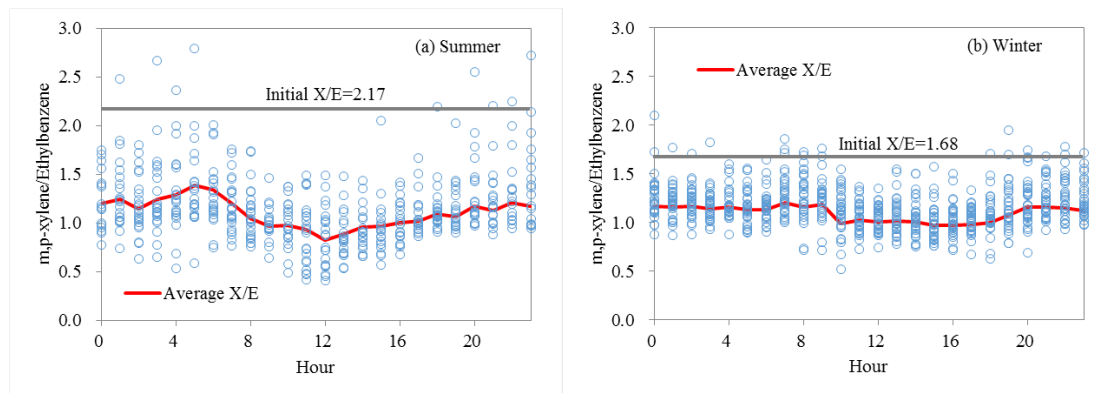 3.0
2.5
2.0
1.5
1.0
0.5
0.0
m,p-xylene/Ethylbenzene
(a) Summer
Initial X/E=2.17
Average X/E
0 4 8 12 16 20
Hour
3.0
2.5
2.0
1.5
1.0
0.5
0.0
m,p-xylene/Ethylbenzene
(b) Winter
Average X/E
Initial X/E=1.68
0 4 8 12 16 20
Hour